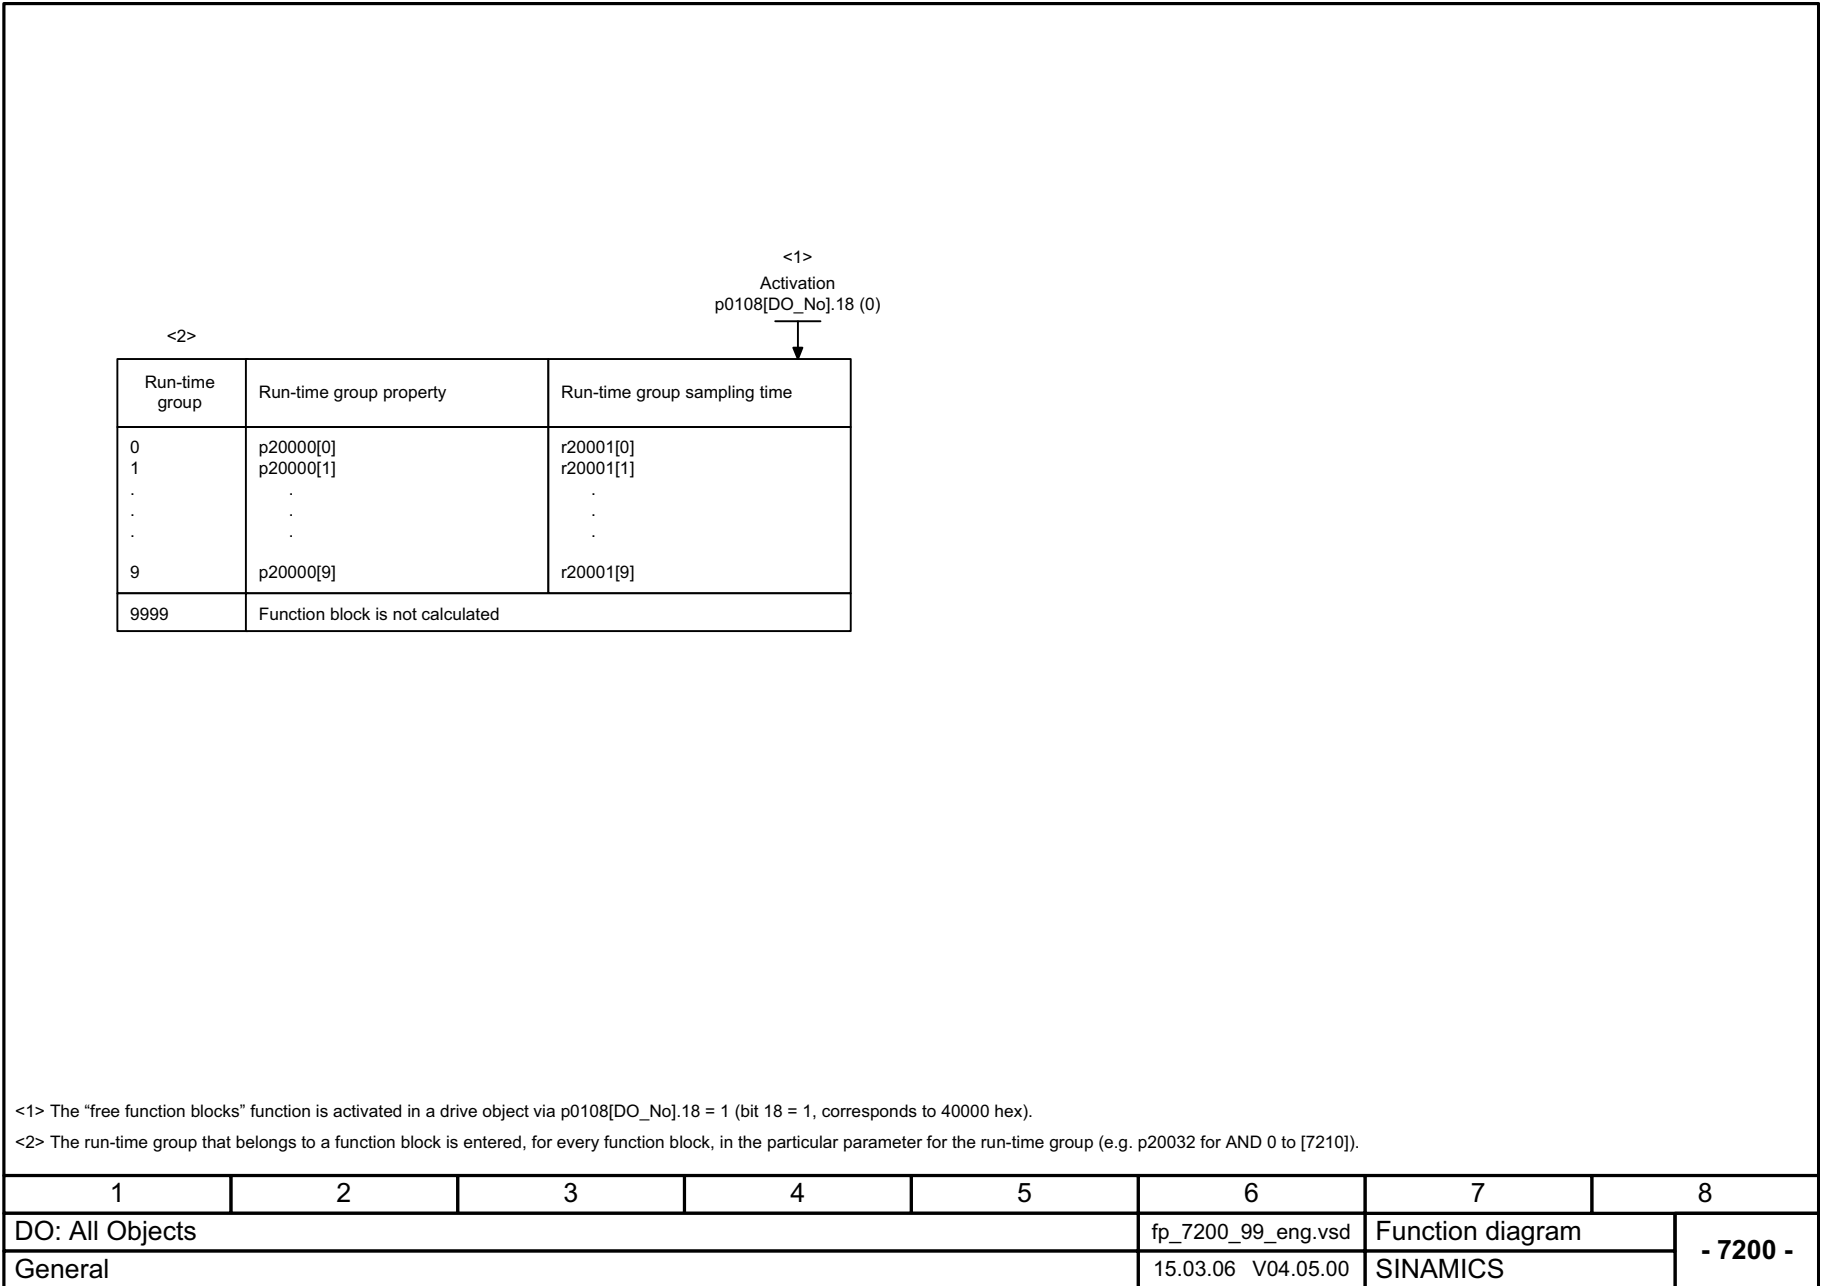 <1>
Activation
p0108[DO_No].18 (0)
<2>
Run-time group
Run-time group property
Run-time group sampling time
0 p20000[0] r20001[0]
1 p20000[1] r20001[1]
. . .
. . .
. . .
9 p20000[9] r20001[9]
9999 Function block is not calculated
<1> The “free function blocks” function is activated in a drive object via p0108[DO_No].18 = 1 (bit 18 = 1, corresponds to 40000 hex).
<2> The run-time group that belongs to a function block is entered, for every function block, in the particular parameter for the run-time group (e.g. p20032 for AND 0 to [7210]).
1 2 3 4 5 6 7 8
DO: All Objects fp_7200_99_eng.vsd Function diagram
- 7200 -
General 15.03.06 V04.05.00 SINAMICS